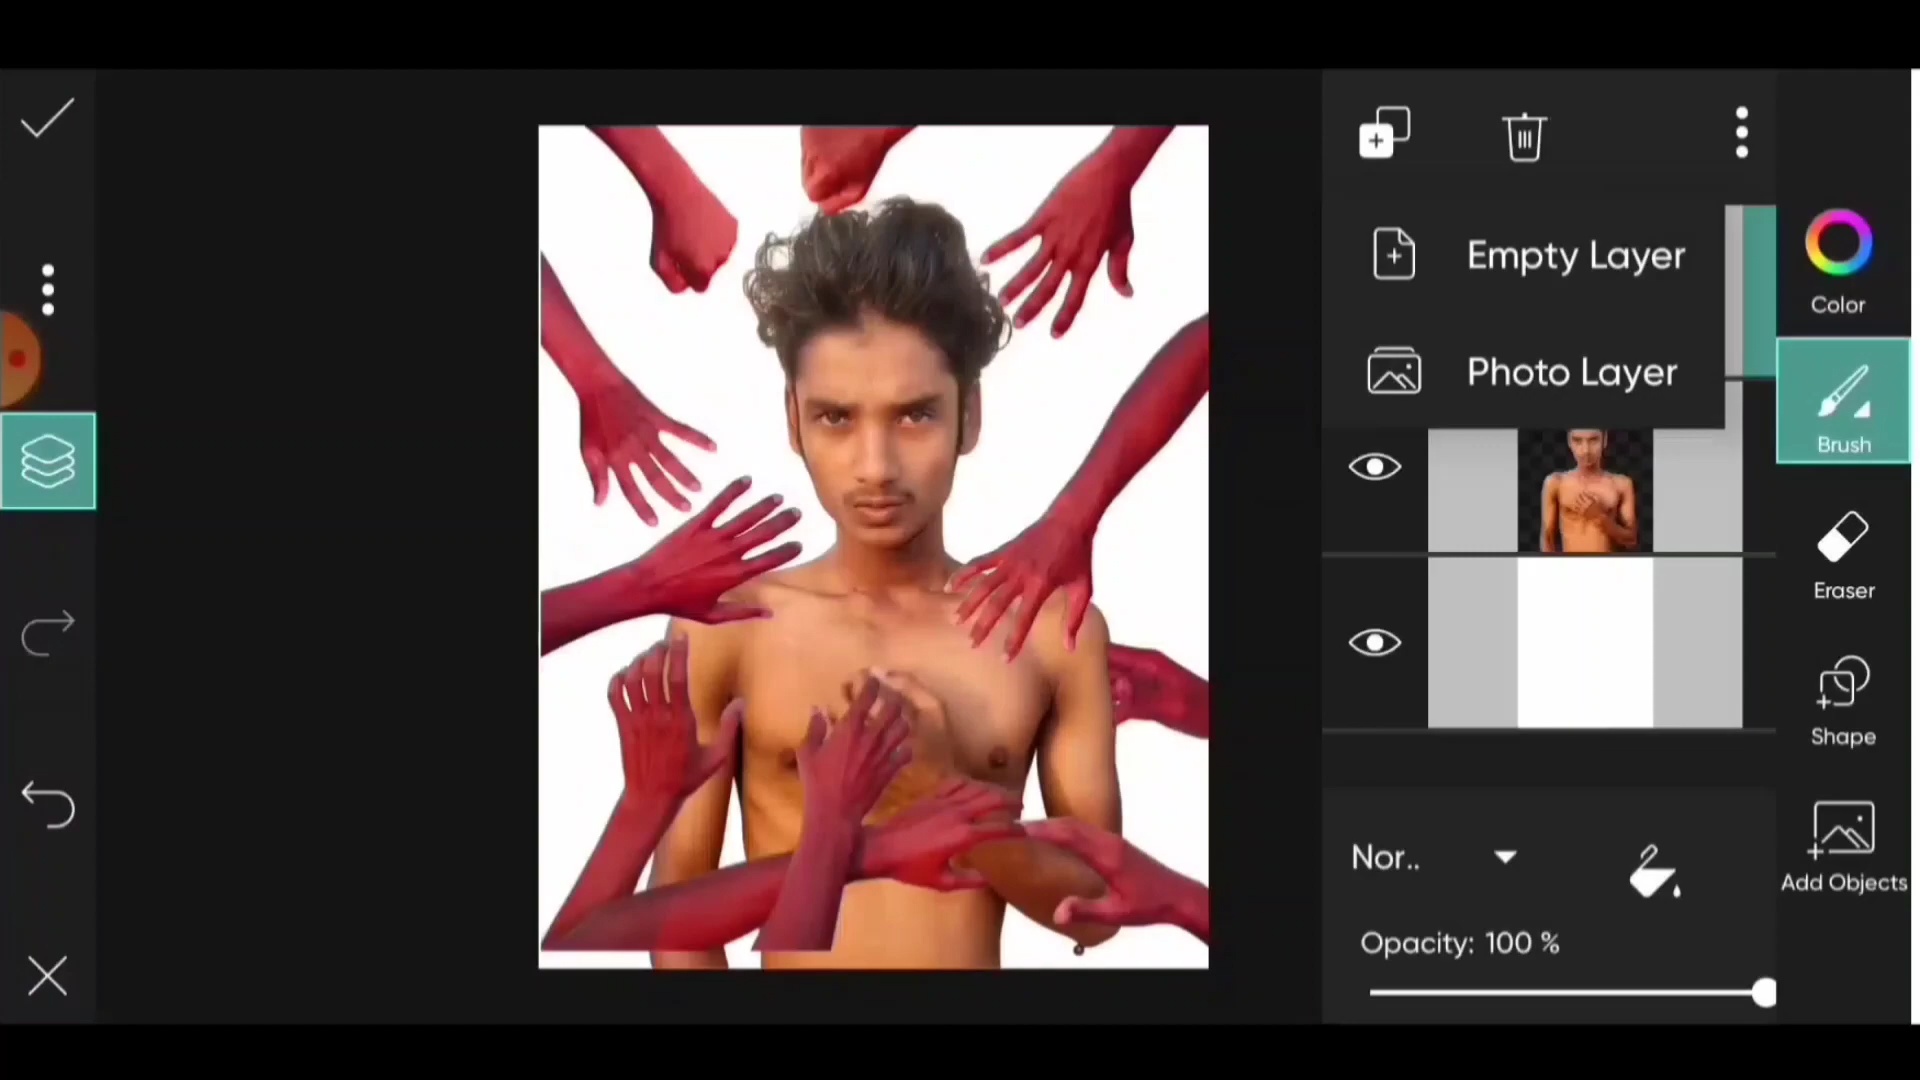 Empty Layer
Photo Layer
Color
Brush
Eraser
Shape
Add Objects
Nor..
Opacity: 100 %